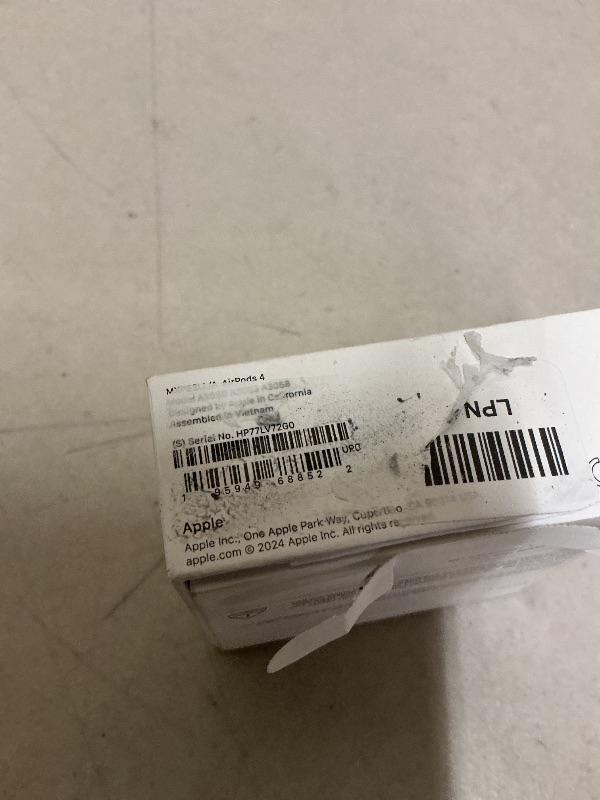 AirPods 4
Designed by Apple in California
Assembled in Vietnam
(S) Serial No. HP77LV72G0
UPC
1 95949 68852 2
Apple
Apple Inc., One Apple Park Way, Cupertino
apple.com © 2024 Apple Inc. All rights re
LPN